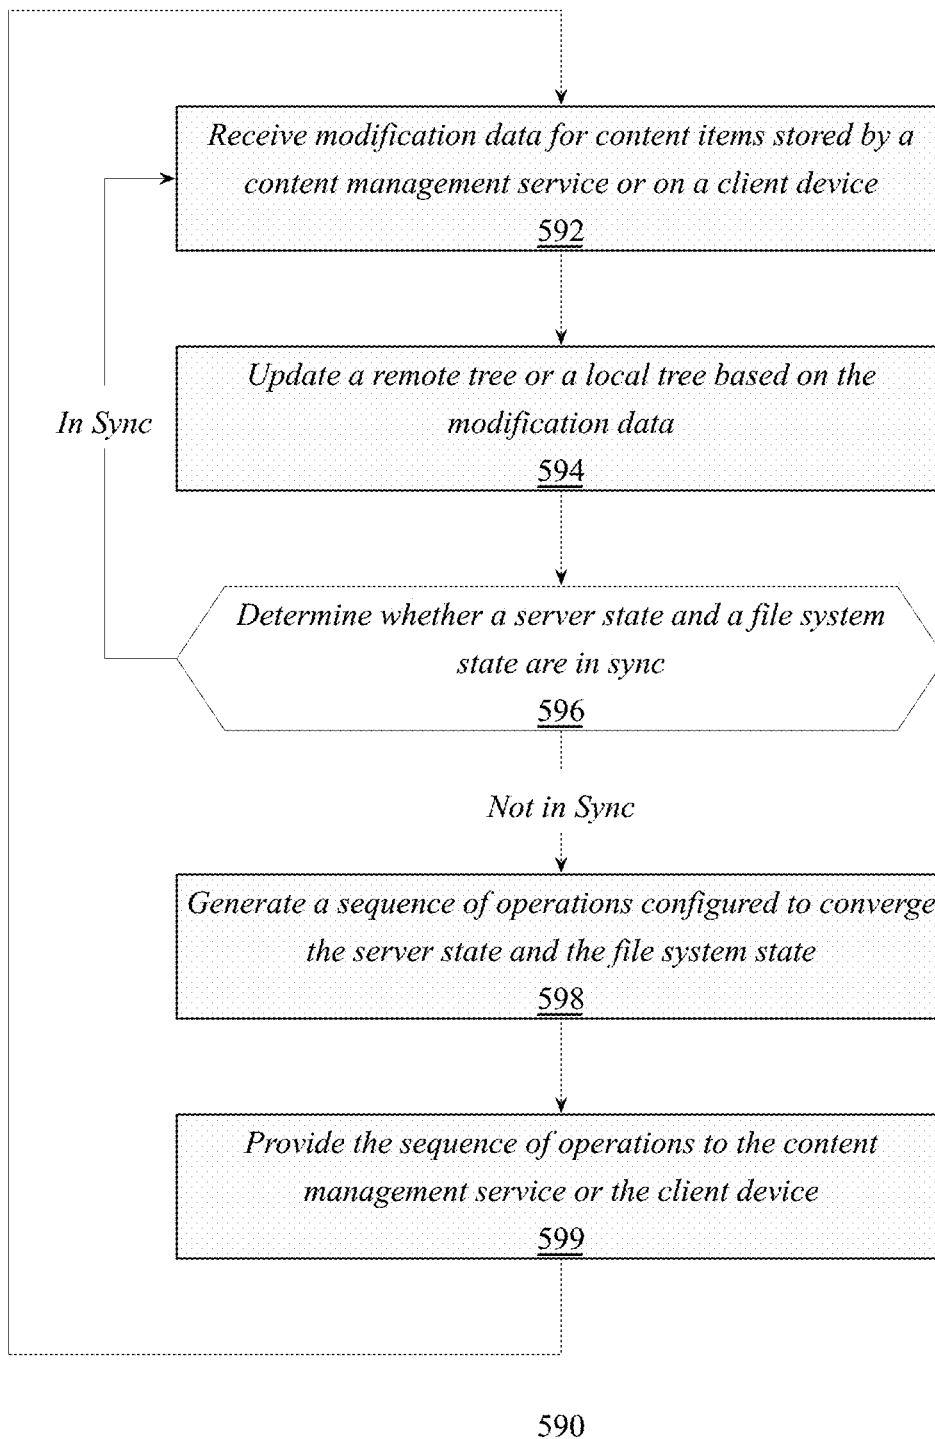 Receive modification data for content items stored by a
content management service or on a client device
592
Update a remote tree or a local tree based on the
modification data
594
In Sync
Determine whether a server state and a file system
state are in sync
596
Not in Sync
Generate a sequence of operations configured to converge
the server state and the file system state
598
Provide the sequence of operations to the content
management service or the client device
599
590